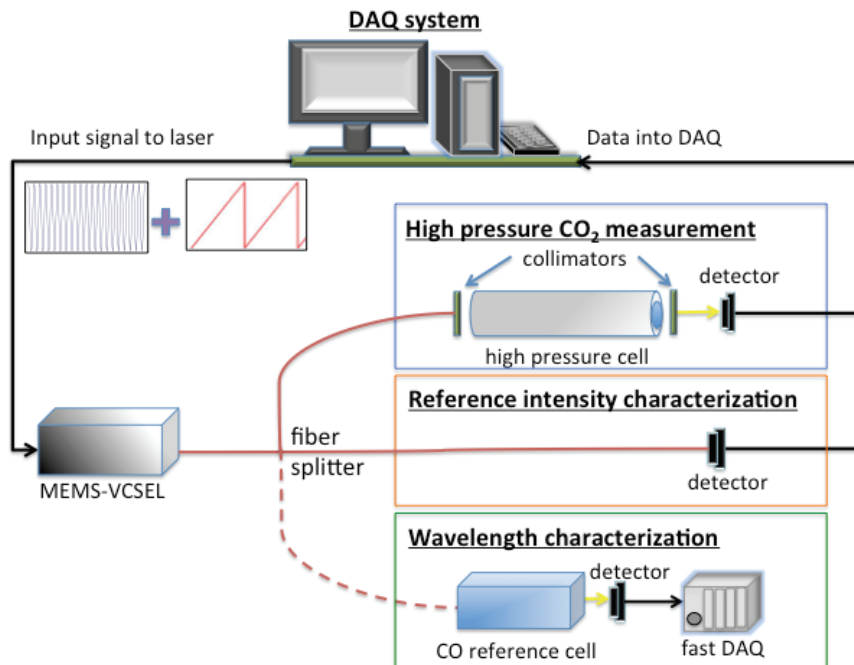 DAQ system
Input signal to laser
Data into DAQ
High pressure CO₂ measurement
collimators
detector
high pressure cell
Reference intensity characterization
fiber
splitter
detector
MEMS-VCSEL
Wavelength characterization
detector
CO reference cell
fast DAQ